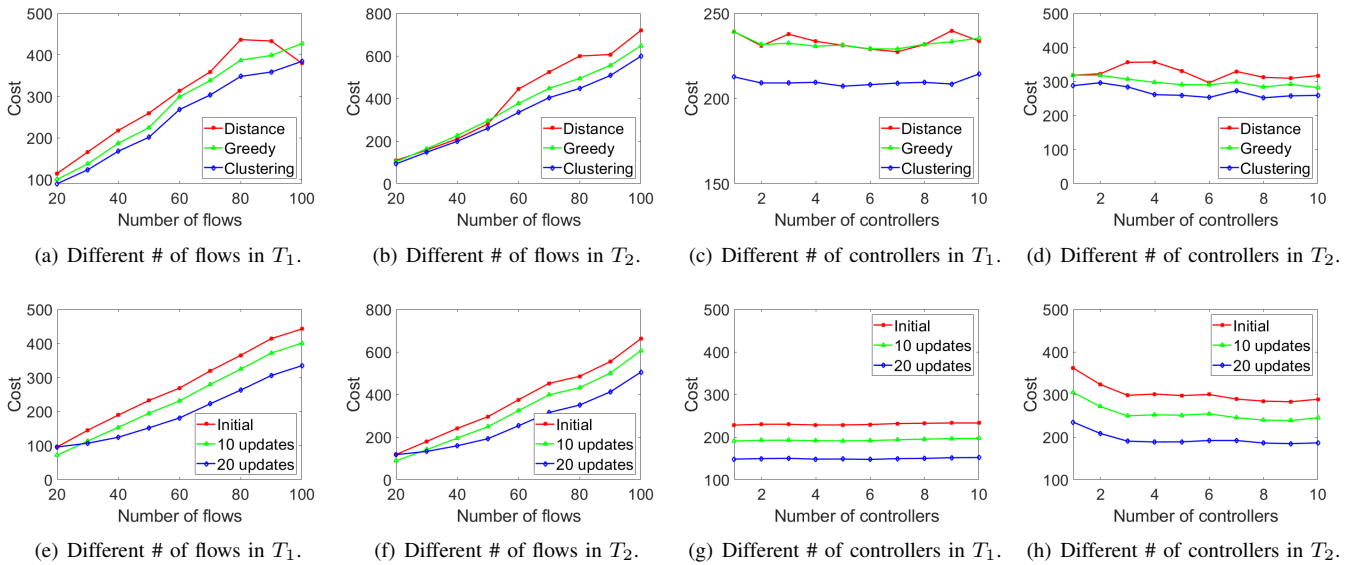 500
400
300
200
100
Cost
Distance
Greedy
Clustering
20 40 60 80 100
Number of flows
(a) Different # of flows in T1.
800
600
400
200
0
Cost
Distance
Greedy
Clustering
20 40 60 80 100
Number of flows
(b) Different # of flows in T2.
250
200
150
Cost
Distance
Greedy
Clustering
2 4 6 8 10
Number of controllers
(c) Different # of controllers in T1.
500
400
300
200
100
0
Cost
Distance
Greedy
Clustering
2 4 6 8 10
Number of controllers
(d) Different # of controllers in T2.
500
400
300
200
100
0
Cost
Initial
10 updates
20 updates
20 40 60 80 100
Number of flows
(e) Different # of flows in T1.
800
600
400
200
0
Cost
Initial
10 updates
20 updates
20 40 60 80 100
Number of flows
(f) Different # of flows in T2.
500
400
300
200
100
Cost
Initial
10 updates
20 updates
2 4 6 8 10
Number of controllers
(g) Different # of controllers in T1.
500
400
300
200
100
Cost
Initial
10 updates
20 updates
2 4 6 8 10
Number of controllers
(h) Different # of controllers in T2.